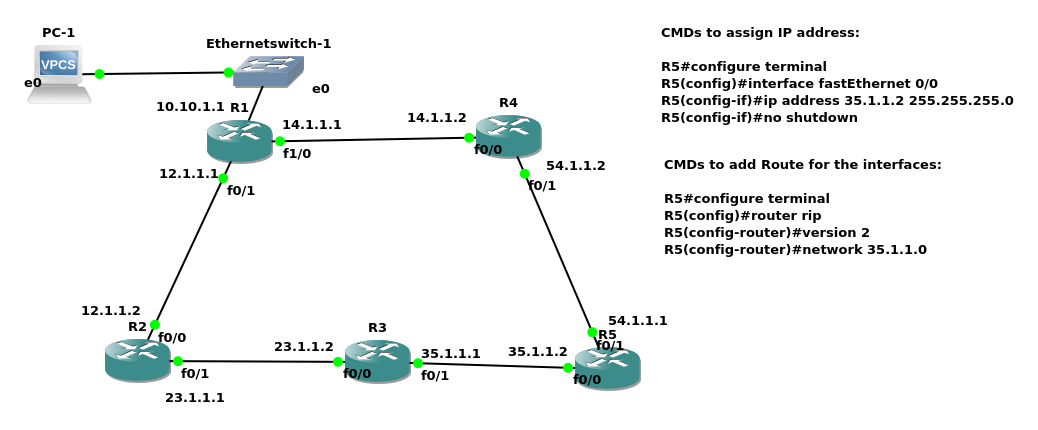 PC-1
VPCS
e0
Ethernetswitch-1
e0
10.10.1.1
R1
14.1.1.1
f1/0
12.1.1.1
f0/1
14.1.1.2
R4
f0/0
54.1.1.2
f0/1
12.1.1.2
R2
f0/0
f0/1
23.1.1.1
23.1.1.2
R3
f0/0
35.1.1.1
f0/1
35.1.1.2
54.1.1.1
R5
f0/1
f0/0
CMDs to assign IP address:
R5#configure terminal
R5(config)#interface fastEthernet 0/0
R5(config-if)#ip address 35.1.1.2 255.255.255.0
R5(config-if)#no shutdown
CMDs to add Route for the interfaces:
R5#configure terminal
R5(config)#router rip
R5(config-router)#version 2
R5(config-router)#network 35.1.1.0